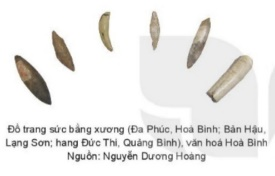 Đồ trang sức bằng xương (Đa Phúc, Hoà Bình; Bản Hậu,
Lạng Sơn; hang Đức Thi, Quảng Bình), văn hoá Hoà Bình
Nguồn: Nguyễn Dương Hoàng